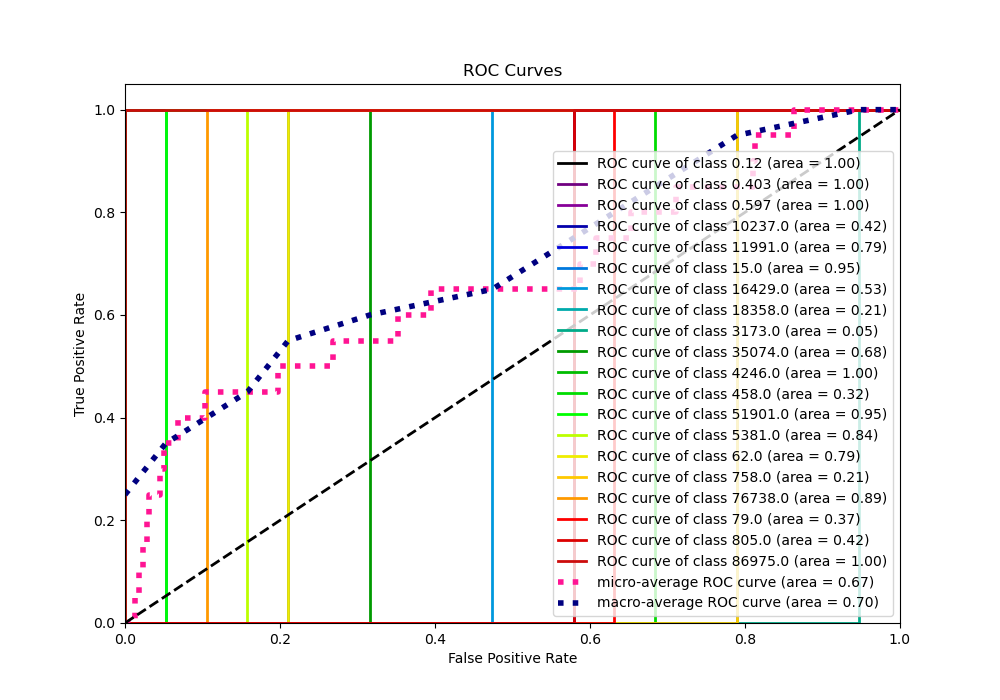 ROC Curves
True Positive Rate
1.0
0.8
0.6
0.4
0.2
0.0
ROC curve of class 0.12 (area = 1.00)
ROC curve of class 0.403 (area = 1.00)
ROC curve of class 0.597 (area = 1.00)
ROC curve of class 10237.0 (area = 0.42)
ROC curve of class 11991.0 (area = 0.79)
ROC curve of class 15.0 (area = 0.95)
ROC curve of class 16429.0 (area = 0.53)
ROC curve of class 18358.0 (area = 0.21)
ROC curve of class 3173.0 (area = 0.05)
ROC curve of class 35074.0 (area = 0.68)
ROC curve of class 4246.0 (area = 1.00)
ROC curve of class 458.0 (area = 0.32)
ROC curve of class 51901.0 (area = 0.95)
ROC curve of class 5381.0 (area = 0.84)
ROC curve of class 62.0 (area = 0.79)
ROC curve of class 758.0 (area = 0.21)
ROC curve of class 76738.0 (area = 0.89)
ROC curve of class 79.0 (area = 0.37)
ROC curve of class 805.0 (area = 0.42)
ROC curve of class 86975.0 (area = 1.00)
micro-average ROC curve (area = 0.67)
macro-average ROC curve (area = 0.70)
0.0 0.2 0.4 0.6 0.8 1.0
False Positive Rate